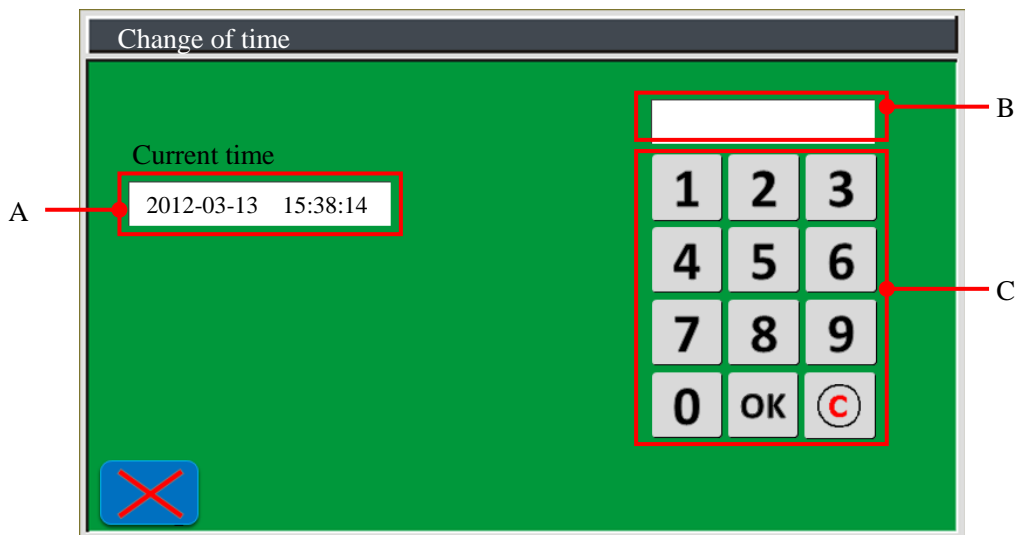 Change of time
B
Current time
A
2012-03-13 15:38:14
1 2 3
4 5 6
C
7 8 9
0 OK C